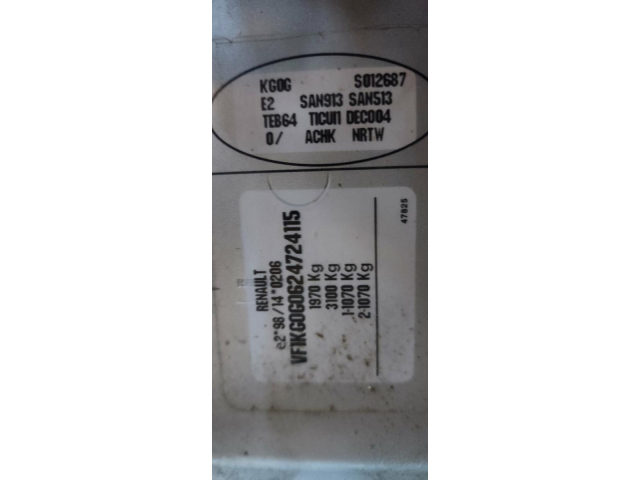 KG0G S012687
E2 SAN913 SAN513
TEB64 TICUI1 DEC004
0/ ACHK NRTW
RENAULT
e2*98/14*0206
VF1KG0G0624724115
1970 Kg
3100 Kg
1-1070 Kg
2-1070 Kg
47825